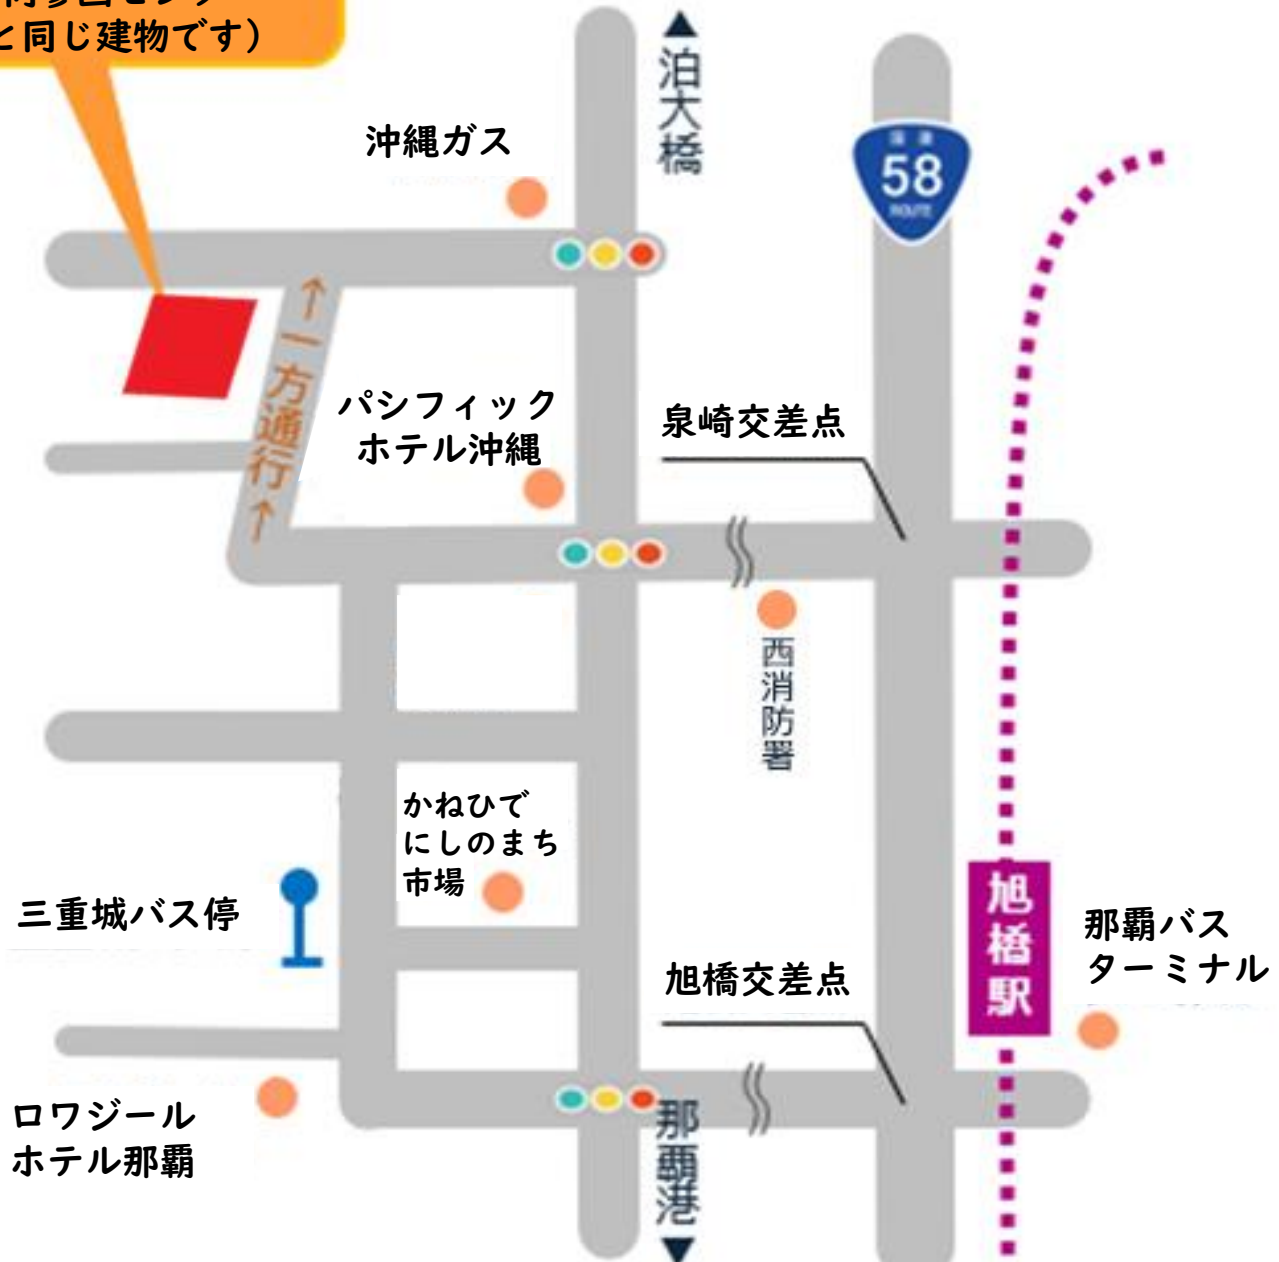 と同じ建物です）
▲泊大橋
沖縄ガス
国道
58
ROUTE
↑一方通行↑
パシフィック
ホテル沖縄
泉崎交差点
西消防署
かねひで
にしのまち
市場
三重城バス停
旭橋駅
那覇バス
ターミナル
旭橋交差点
ロワジール
ホテル那覇
那覇港▼